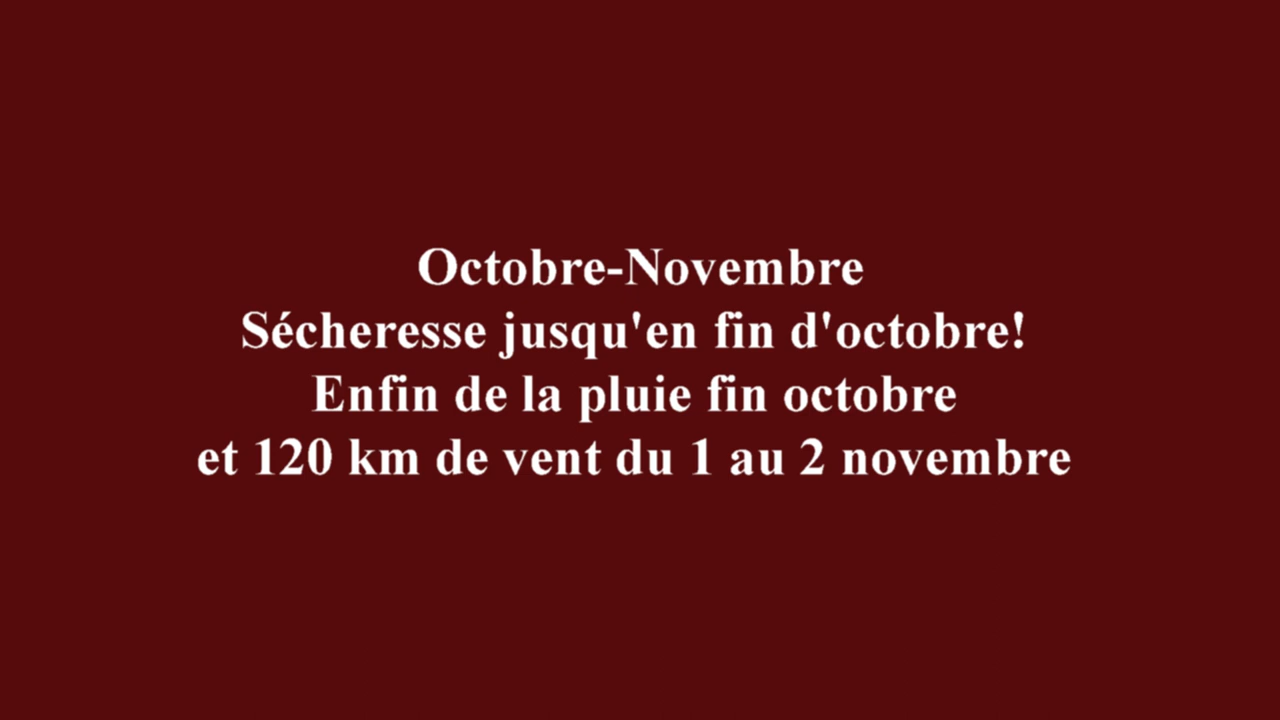 Octobre-Novembre
Sécheresse jusqu'en fin d'octobre!
Enfin de la pluie fin octobre
et 120 km de vent du 1 au 2 novembre